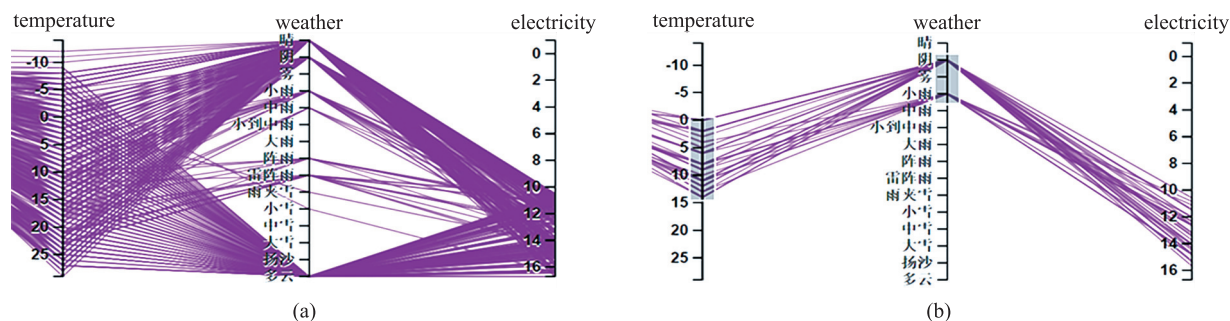 temperature
weather
electricity
-10
-5
0
5
10
15
20
25
晴
阴
雾
小雨
中雨
小到中雨
大雨
阵雨
雷阵雨
雨夹雪
小雪
中雪
大雪
扬沙
多云
0
2
4
6
8
10
12
14
16
(a)
temperature
weather
electricity
-10
-5
0
5
10
15
20
25
晴
阴
雾
小雨
中雨
小到中雨
大雨
阵雨
雷阵雨
雨夹雪
小雪
中雪
大雪
扬沙
多云
0
2
4
6
8
10
12
14
16
(b)